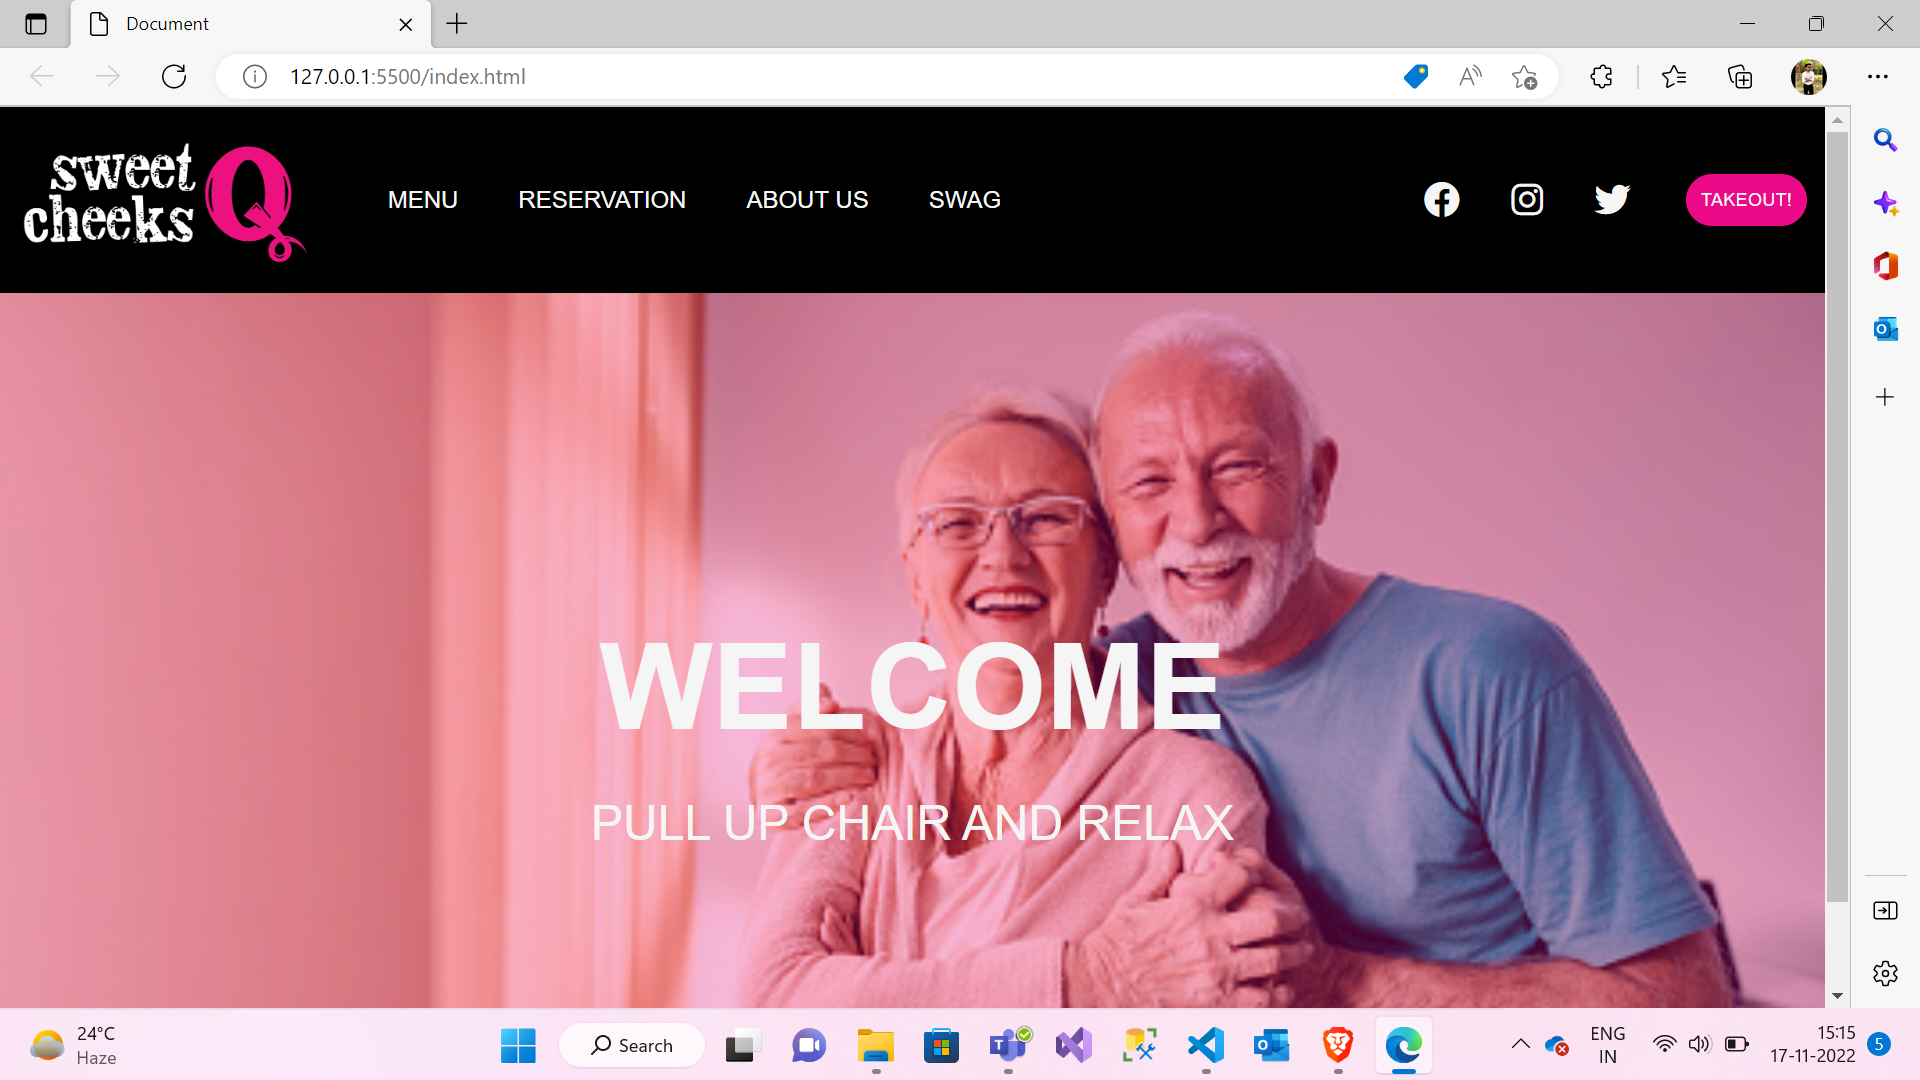 Document
127.0.0.1:5500/index.html
sweet
cheeks
Q
MENU RESERVATION ABOUT US SWAG
TAKEOUT!
WELCOME
PULL UP CHAIR AND RELAX
24°C
Haze
Search
ENG
IN
15:15
17-11-2022
5